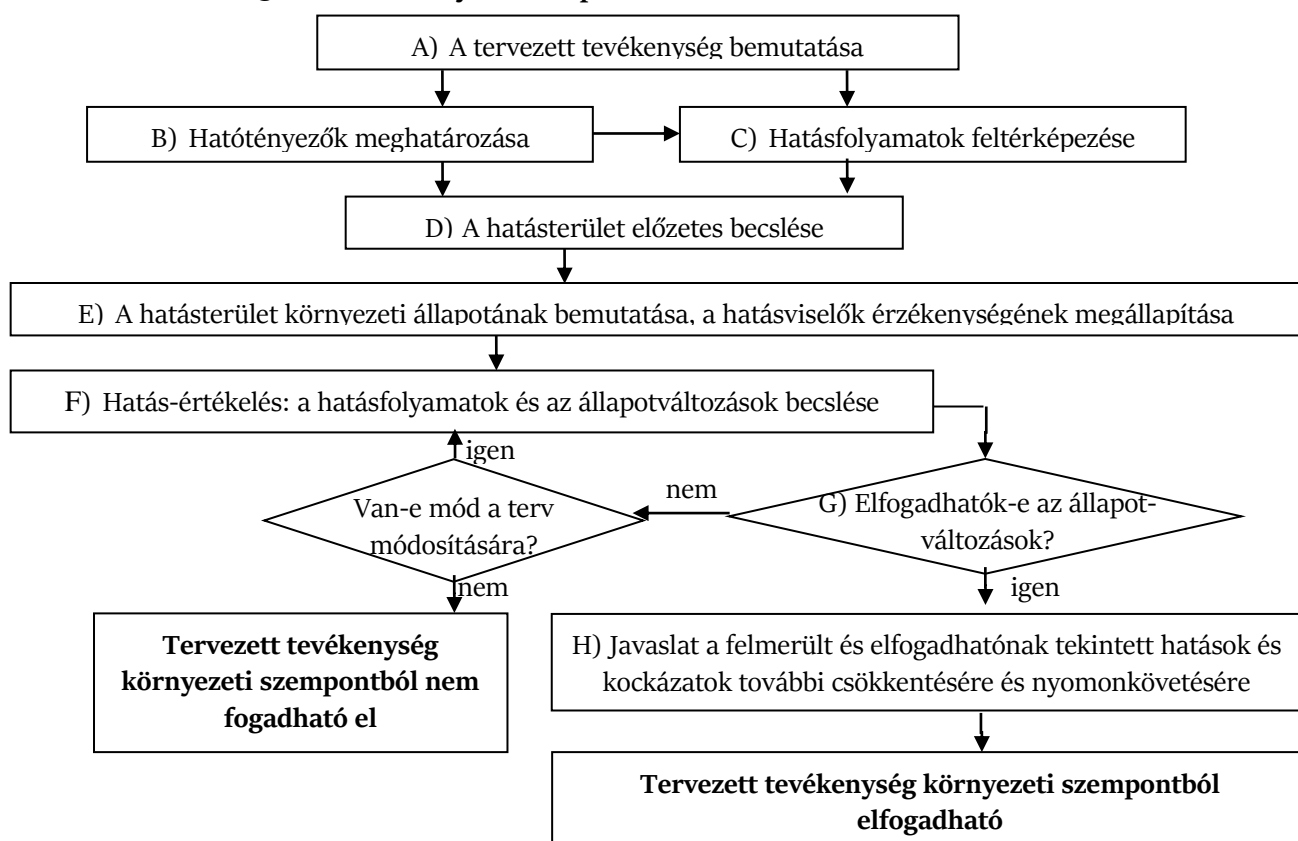 A) A tervezett tevékenység bemutatása
B) Hatótényezők meghatározása
C) Hatásfolyamatok feltérképezése
D) A hatásterület előzetes becslése
E) A hatásterület környezeti állapotának bemutatása, a hatásviselők érzékenységének megállapítása
F) Hatás-értékelés: a hatásfolyamatok és az állapotváltozások becslése
igen
Van-e mód a terv
módosítására?
nem
G) Elfogadhatók-e az állapot-
változások?
nem
igen
Tervezett tevékenység
környezeti szempontból nem
fogadható el
H) Javaslat a felmerült és elfogadhatónak tekintett hatások és
kockázatok további csökkentésére és nyomonkövetésére
Tervezett tevékenység környezeti szempontból
elfogadható